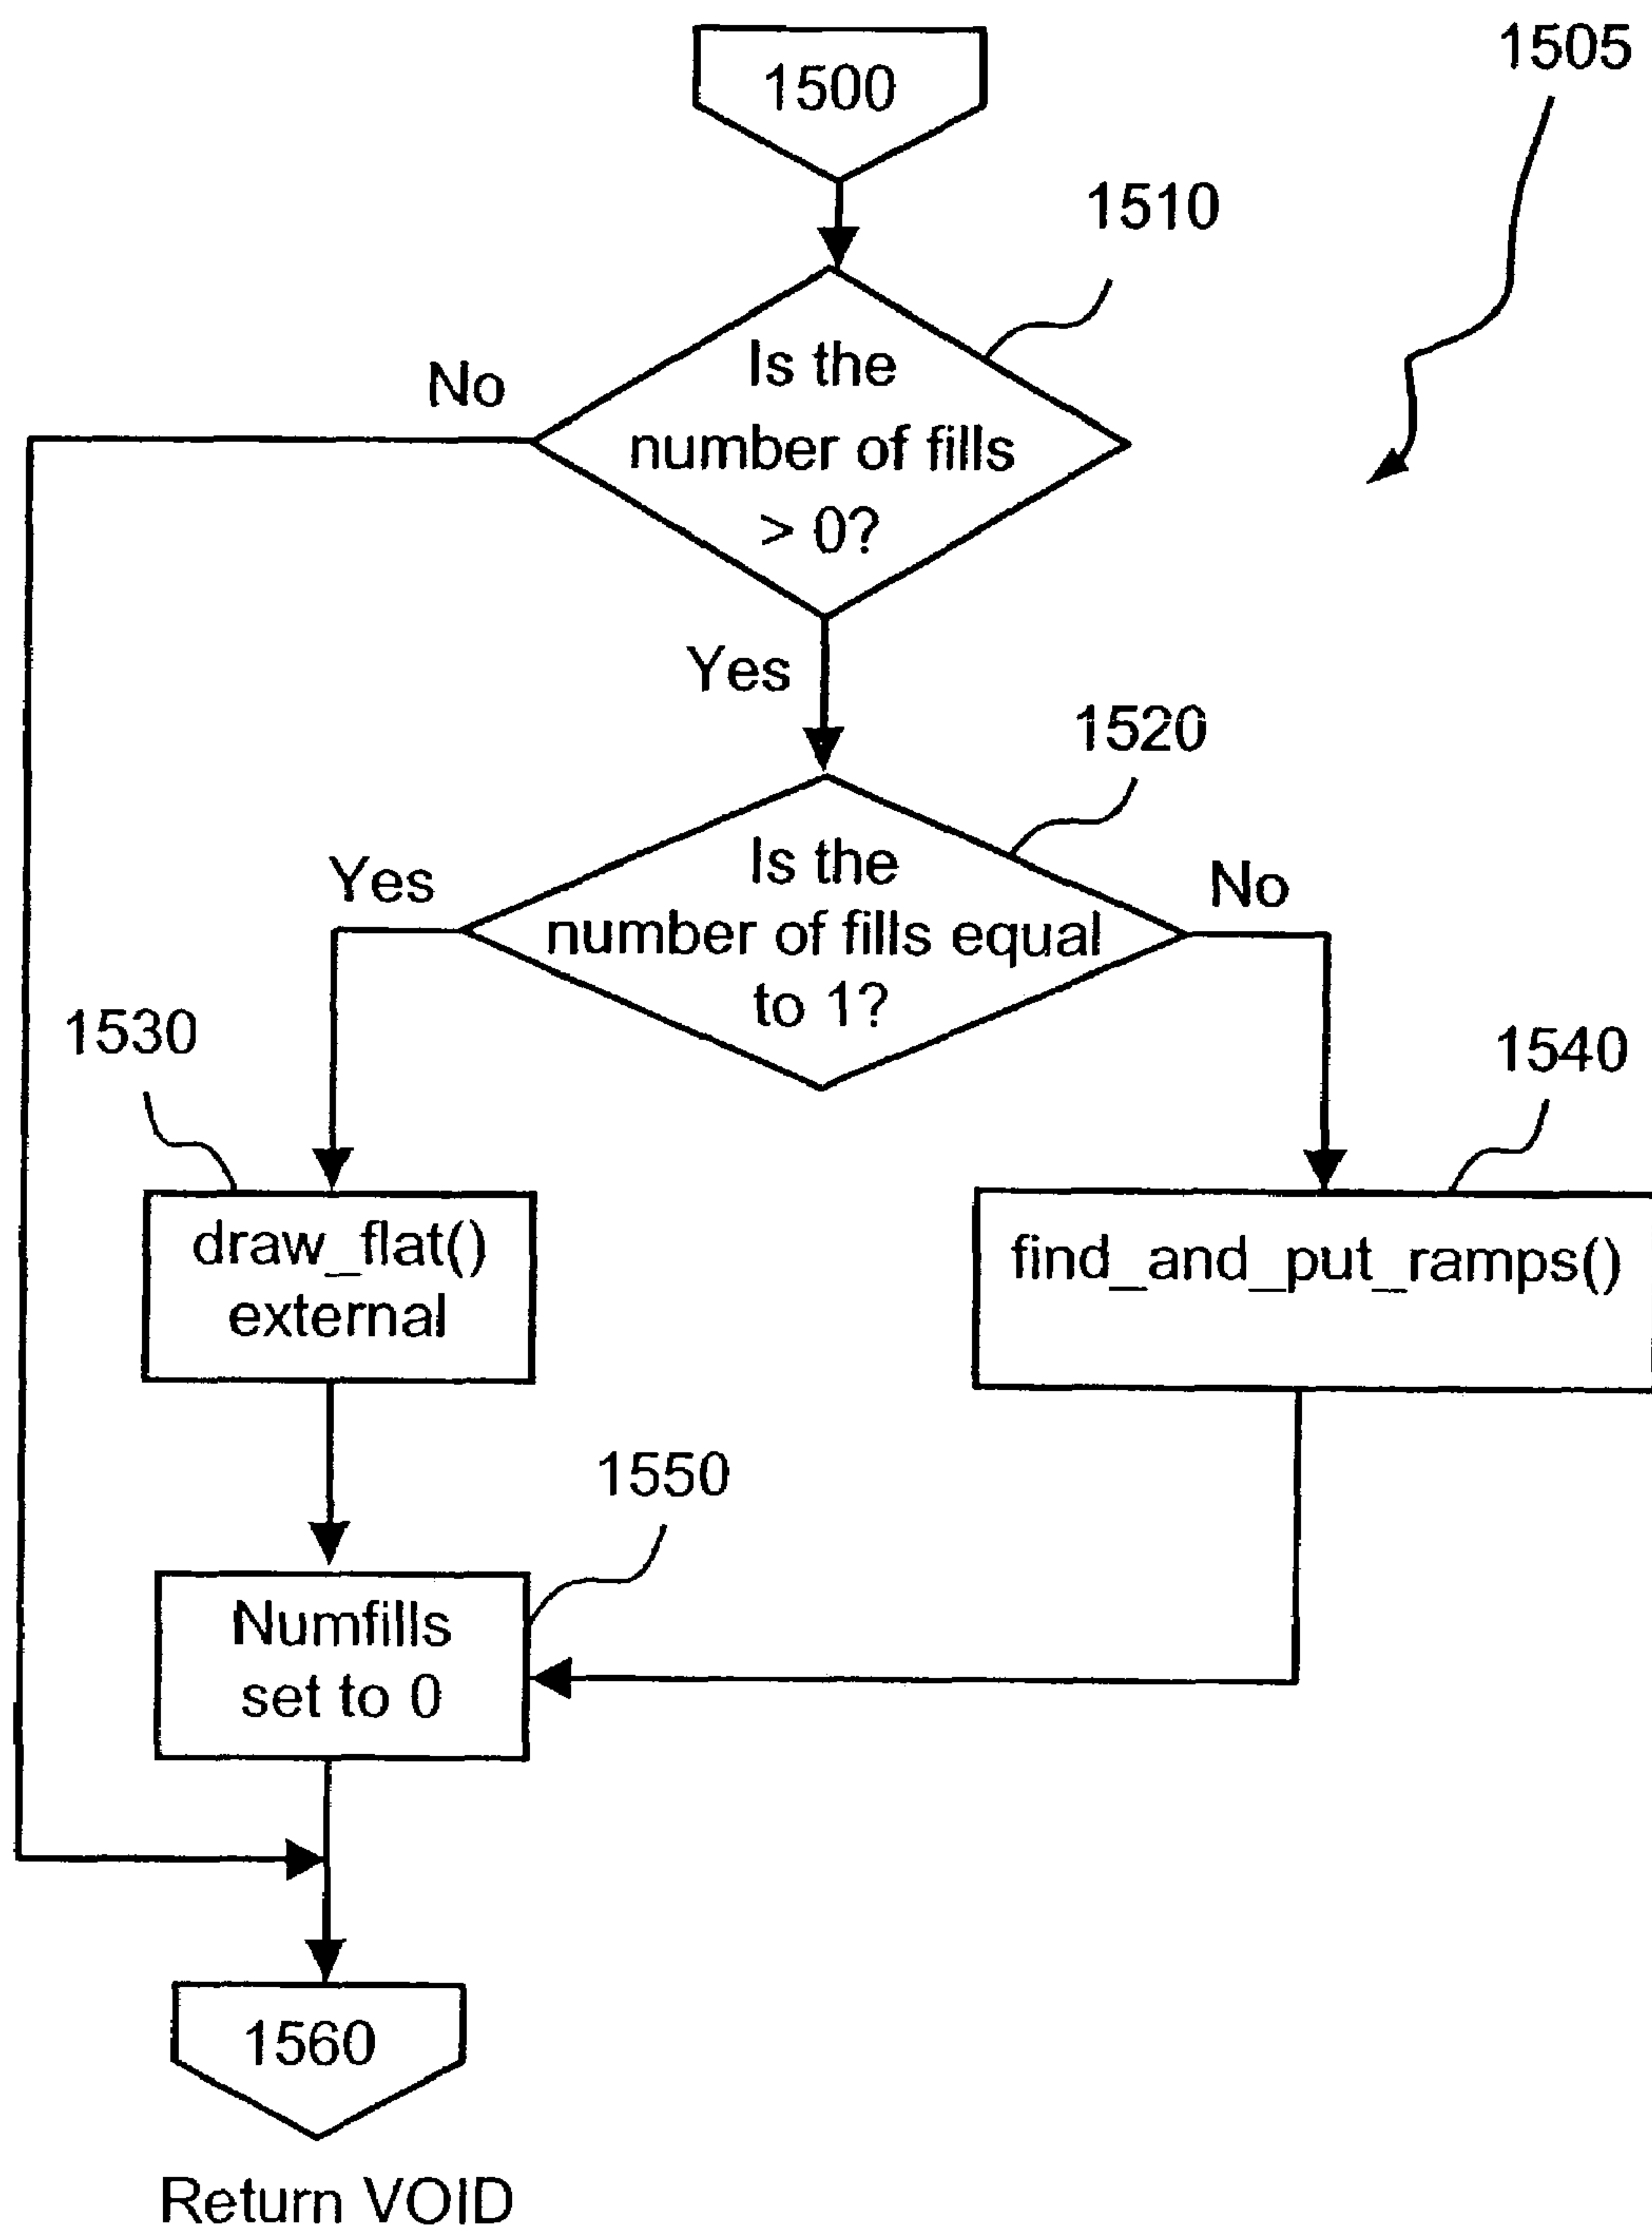 1500
1505
1510
Is the
number of fills
> 0?
No
Yes
1520
Is the
number of fills equal
to 1?
Yes
No
1530
1540
draw_flat()
external
find_and_put_ramps()
1550
Numfills
set to 0
1560
Return VOID